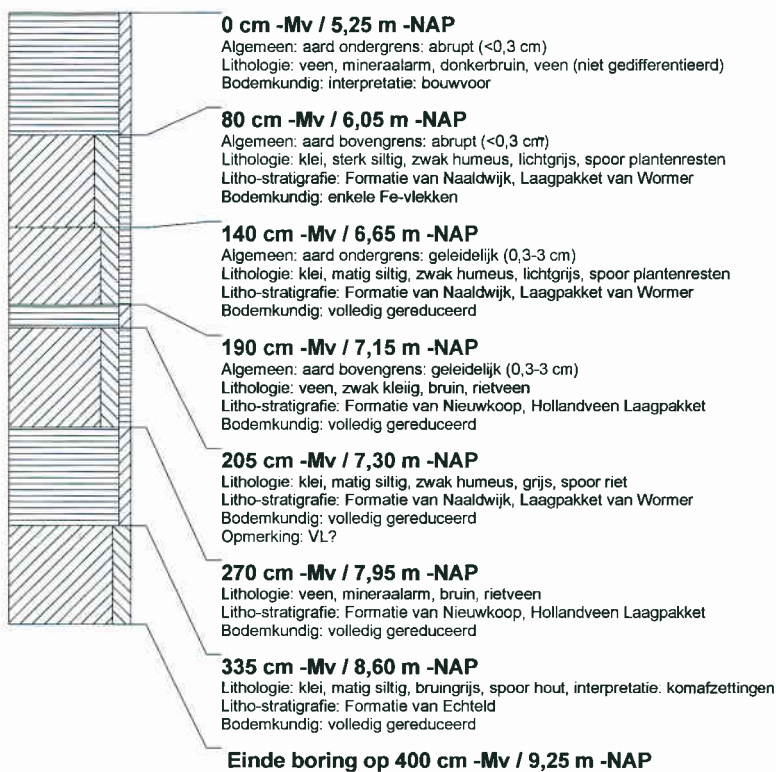 0 cm -Mv / 5,25 m -NAP
Algemeen: aard ondergrens: abrupt (<0,3 cm)
Lithologie: veen, mineraalarm, donkerbruin, veen (niet gedifferentieerd)
Bodemkundig: interpretatie: bouwvoor
80 cm -Mv / 6,05 m -NAP
Algemeen: aard bovengrens: abrupt (<0,3 cm)
Lithologie: klei, sterk siltig, zwak humeus, lichtgrijs, spoor plantenresten
Litho-stratigrafie: Formatie van Naaldwijk, Laagpakket van Wormer
Bodemkundig: enkele Fe-vlekken
140 cm -Mv / 6,65 m -NAP
Algemeen: aard ondergrens: geleidelijk (0,3-3 cm)
Lithologie: klei, matig siltig, zwak humeus, lichtgrijs, spoor plantenresten
Litho-stratigrafie: Formatie van Naaldwijk, Laagpakket van Wormer
Bodemkundig: volledig gereduceerd
190 cm -Mv / 7,15 m -NAP
Algemeen: aard bovengrens: geleidelijk (0,3-3 cm)
Lithologie: veen, zwak kleiig, bruin, rietveen
Litho-stratigrafie: Formatie van Nieuwkoop, Hollandveen Laagpakket
Bodemkundig: volledig gereduceerd
205 cm -Mv / 7,30 m -NAP
Lithologie: klei, matig siltig, zwak humeus, grijs, spoor riet
Litho-stratigrafie: Formatie van Naaldwijk, Laagpakket van Wormer
Bodemkundig: volledig gereduceerd
Opmerking: VL?
270 cm -Mv / 7,95 m -NAP
Lithologie: veen, mineraalarm, bruin, rietveen
Litho-stratigrafie: Formatie van Nieuwkoop, Hollandveen Laagpakket
Bodemkundig: volledig gereduceerd
335 cm -Mv / 8,60 m -NAP
Lithologie: klei, matig siltig, bruingrijs, spoor hout, interpretatie. komafzettingen
Litho-stratigrafie: Formatie van Echteld
Bodemkundig: volledig gereduceerd
Einde boring op 400 cm -Mv / 9,25 m -NAP